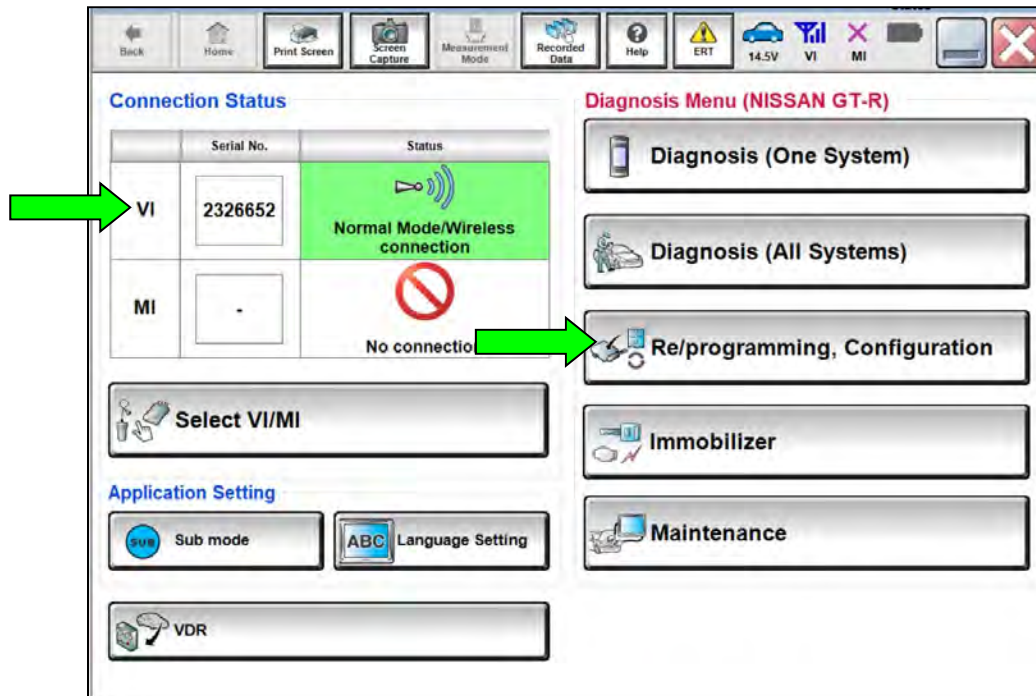 Back
Home
Print Screen
Screen
Capture
Measurement
Mode
Recorded
Data
Help
ERT
14.5V
VI
MI
Connection Status
Serial No.
Status
VI
2326652
Normal Mode/Wireless
connection
MI
-
No connectio
Select VI/MI
Application Setting
SUB
Sub mode
ABC
Language Setting
VDR
Diagnosis Menu (NISSAN GT-R)
Diagnosis (One System)
Diagnosis (All Systems)
Re/programming, Configuration
Immobilizer
Maintenance